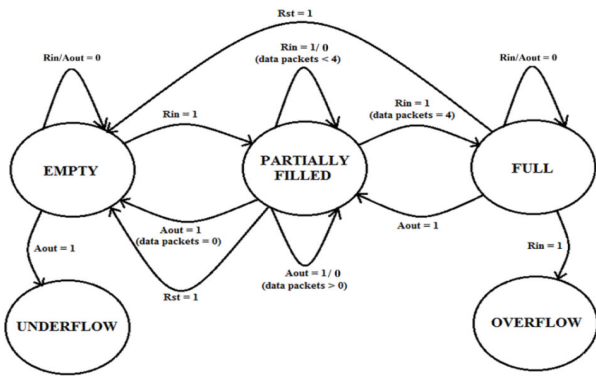 Rst = 1
Rin/Aout = 0
Rin = 1/ 0
(data packets < 4)
Rin/Aout = 0
Rin = 1
Rin = 1
(data packets = 4)
EMPTY
PARTIALLY
FILLED
FULL
Aout = 1
(data packets = 0)
Aout = 1
Aout = 1
Rin = 1
Aout = 1/ 0
(data packets > 0)
Rst = 1
UNDERFLOW
OVERFLOW